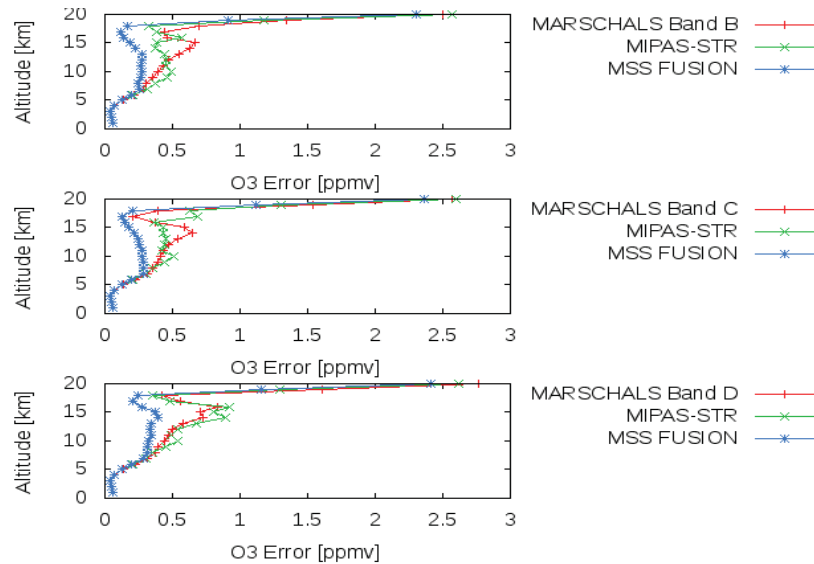 20
15
10
5
0
Altitude [km]
0 0.5 1 1.5 2 2.5 3
O3 Error [ppmv]
MARSCHALS Band B
MIPAS-STR
MSS FUSION
20
15
10
5
0
Altitude [km]
0 0.5 1 1.5 2 2.5 3
O3 Error [ppmv]
MARSCHALS Band C
MIPAS-STR
MSS FUSION
20
15
10
5
0
Altitude [km]
0 0.5 1 1.5 2 2.5 3
O3 Error [ppmv]
MARSCHALS Band D
MIPAS-STR
MSS FUSION